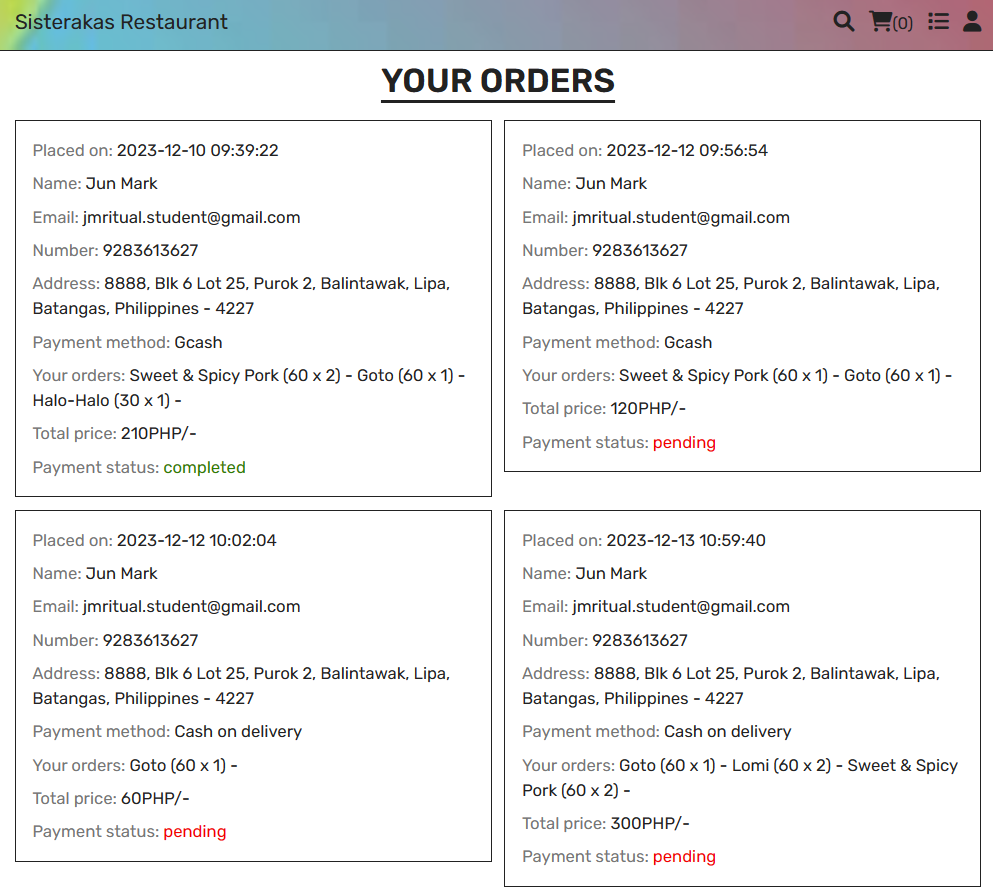 Sisterakas Restaurant
(0)
YOUR ORDERS
Placed on: 2023-12-10 09:39:22
Name: Jun Mark
Email: jmritual.student@gmail.com
Number: 9283613627
Address: 8888, Blk 6 Lot 25, Purok 2, Balintawak, Lipa,
Batangas, Philippines - 4227
Payment method: Gcash
Your orders: Sweet & Spicy Pork (60 x 2) - Goto (60 x 1) -
Halo-Halo (30 x 1) -
Total price: 210PHP/-
Payment status: completed
Placed on: 2023-12-12 09:56:54
Name: Jun Mark
Email: jmritual.student@gmail.com
Number: 9283613627
Address: 8888, Blk 6 Lot 25, Purok 2, Balintawak, Lipa,
Batangas, Philippines - 4227
Payment method: Gcash
Your orders: Sweet & Spicy Pork (60 x 1) - Goto (60 x 1) -
Total price: 120PHP/-
Payment status: pending
Placed on: 2023-12-12 10:02:04
Name: Jun Mark
Email: jmritual.student@gmail.com
Number: 9283613627
Address: 8888, Blk 6 Lot 25, Purok 2, Balintawak, Lipa,
Batangas, Philippines - 4227
Payment method: Cash on delivery
Your orders: Goto (60 x 1) -
Total price: 60PHP/-
Payment status: pending
Placed on: 2023-12-13 10:59:40
Name: Jun Mark
Email: jmritual.student@gmail.com
Number: 9283613627
Address: 8888, Blk 6 Lot 25, Purok 2, Balintawak, Lipa,
Batangas, Philippines - 4227
Payment method: Cash on delivery
Your orders: Goto (60 x 1) - Lomi (60 x 2) - Sweet & Spicy
Pork (60 x 2) -
Total price: 300PHP/-
Payment status: pending